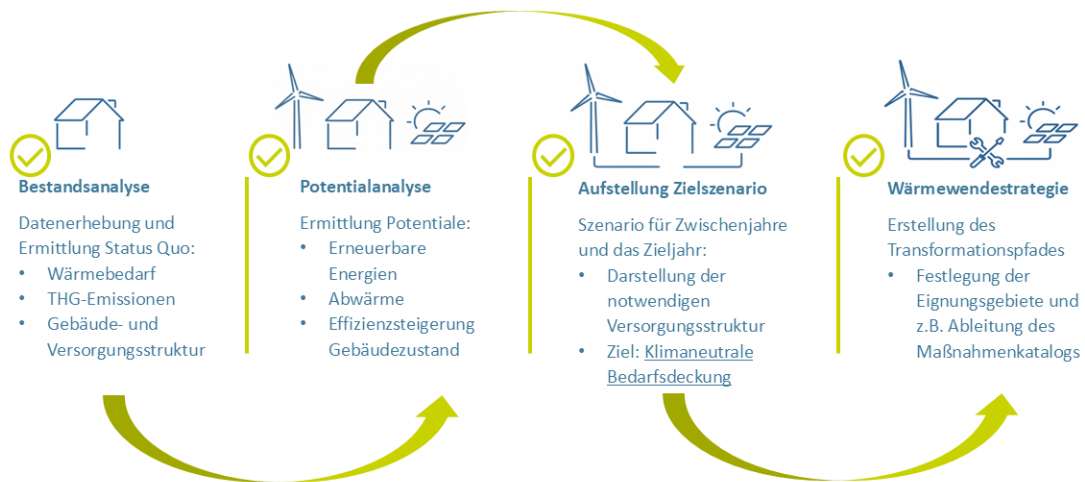 Bestandsanalyse
Datenerhebung und
Ermittlung Status Quo:
• Wärmebedarf
• THG-Emissionen
• Gebäude- und
Versorgungsstruktur
Potentialanalyse
Ermittlung Potentiale:
• Erneuerbare
Energien
• Abwärme
• Effizienzsteigerung
Gebäudezustand
Aufstellung Zielszenario
Szenario für Zwischenjahre
und das Zieljahr:
• Darstellung der
notwendigen
Versorgungsstruktur
• Ziel: Klimaneutrale
Bedarfsdeckung
Wärmewendestrategie
Erstellung des
Transformationspfades
• Festlegung der
Eignungsgebiete und
z.B. Ableitung des
Maßnahmenkatalogs